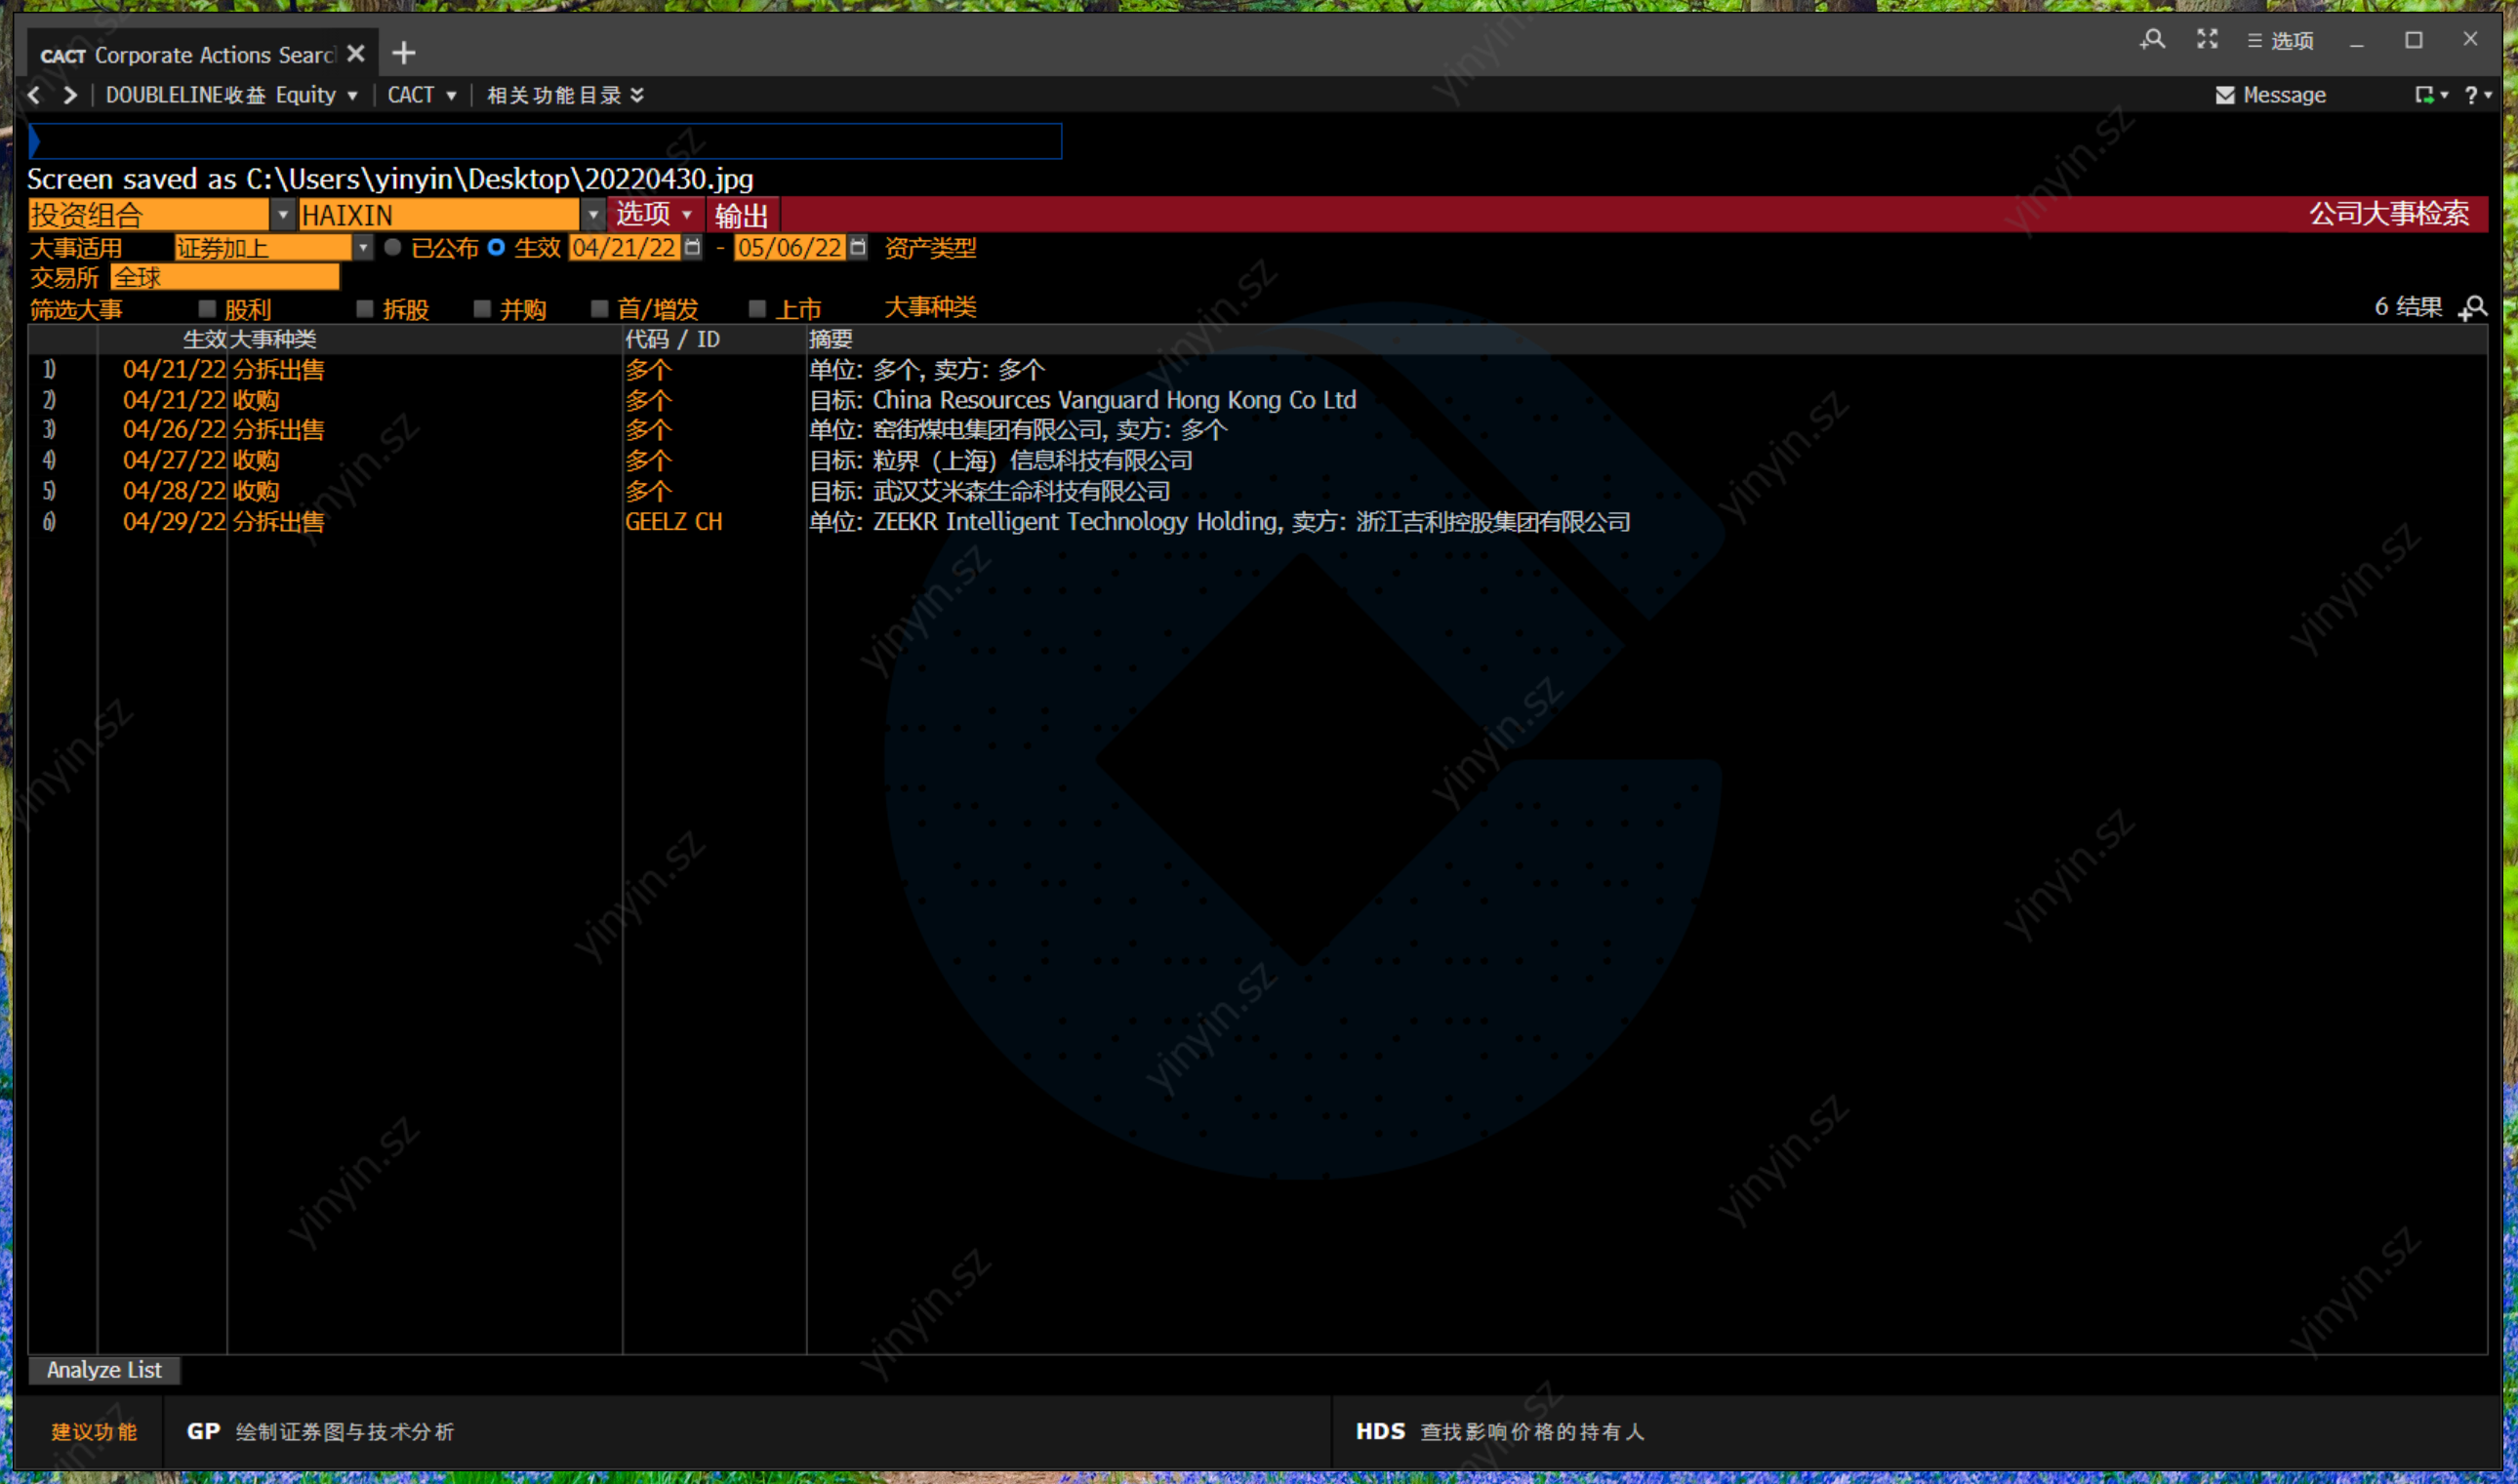 CACT Corporate Actions Searc
选项
DOUBLELINE收益 Equity CACT 相关功能目录 Message ?
Screen saved as C:\Users\yinyin\Desktop\20220430.jpg
投资组合 HAIXIN 选项 输出 公司大事检索
大事适用 证券加上 已公布 生效 04/21/22 - 05/06/22 资产类型
交易所 全球
筛选大事 股利 拆股 并购 首/增发 上市 大事种类 6 结果
生效 大事种类 代码 / ID 摘要
1) 04/21/22 分拆出售 多个 单位: 多个, 卖方: 多个
2) 04/21/22 收购 多个 目标: China Resources Vanguard Hong Kong Co Ltd
3) 04/26/22 分拆出售 多个 单位: 窑街煤电集团有限公司, 卖方: 多个
4) 04/27/22 收购 多个 目标: 粒界（上海）信息科技有限公司
5) 04/28/22 收购 多个 目标: 武汉艾米森生命科技有限公司
6) 04/29/22 分拆出售 GEELZ CH 单位: ZEEKR Intelligent Technology Holding, 卖方: 浙江吉利控股集团有限公司
Analyze List
建议功能 GP 绘制证券图与技术分析 HDS 查找影响价格的持有人
yinyin.sz